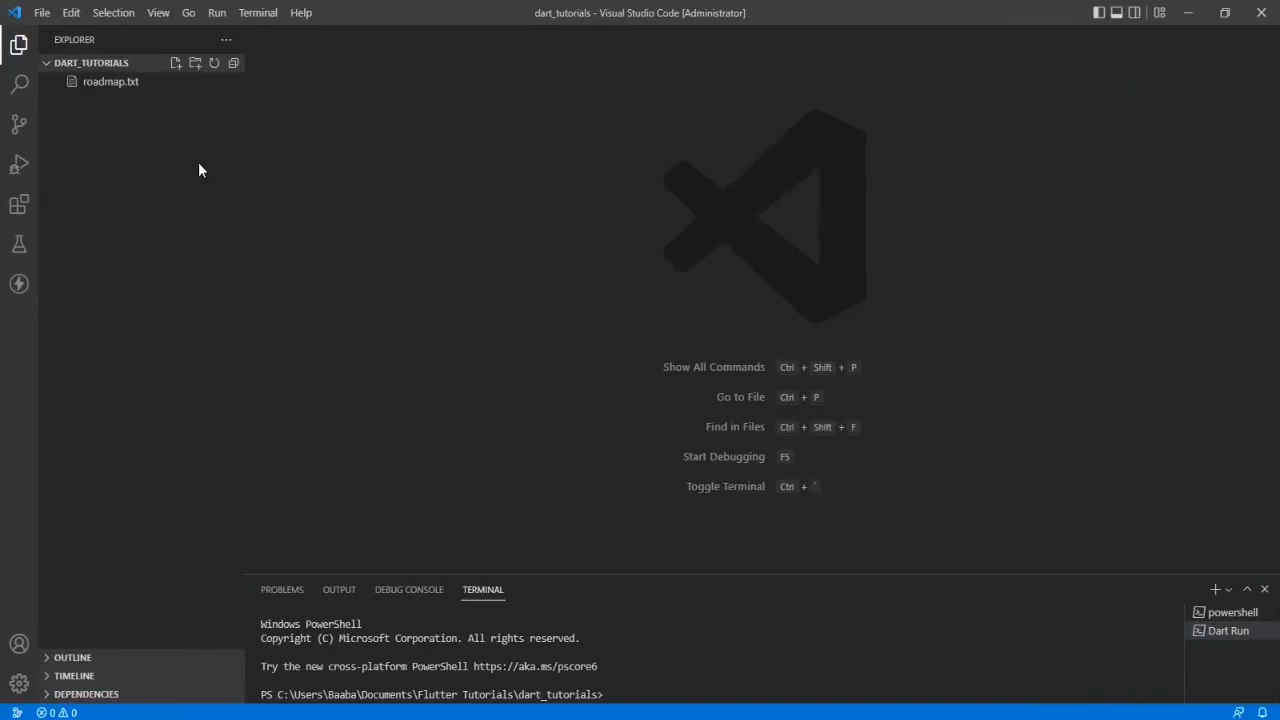 File Edit Selection View Go Run Terminal Help
dart_tutorials - Visual Studio Code [Administrator]
EXPLORER
DART_TUTORIALS
roadmap.txt
Show All Commands Ctrl + Shift + P
Go to File Ctrl + P
Find in Files Ctrl + Shift + F
Start Debugging F5
Toggle Terminal Ctrl + `
PROBLEMS OUTPUT DEBUG CONSOLE TERMINAL
Windows PowerShell
Copyright (C) Microsoft Corporation. All rights reserved.
Try the new cross-platform PowerShell https://aka.ms/pscore6
PS C:\Users\Baaba\Documents\Flutter Tutorials\dart_tutorials>
powershell
Dart Run
OUTLINE
TIMELINE
DEPENDENCIES
0 0